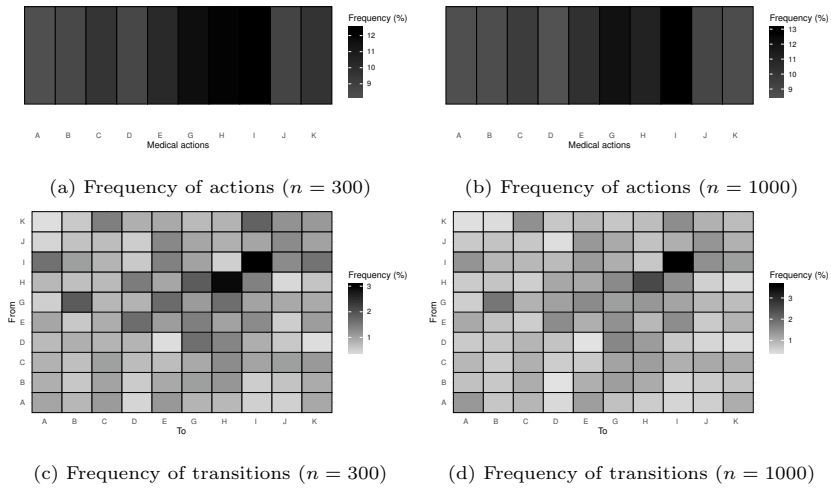 Frequency (%)
12
11
10
9
A B C D E G H I J K
Medical actions
(a) Frequency of actions (n = 300)
Frequency (%)
13
12
11
10
9
A B C D E G H I J K
Medical actions
(b) Frequency of actions (n = 1000)
K
J
I
H
G
E
D
C
B
A
From
A B C D E G H I J K
To
Frequency (%)
3
2
1
(c) Frequency of transitions (n = 300)
K
J
I
H
G
E
D
C
B
A
From
A B C D E G H I J K
To
Frequency (%)
3
2
1
(d) Frequency of transitions (n = 1000)